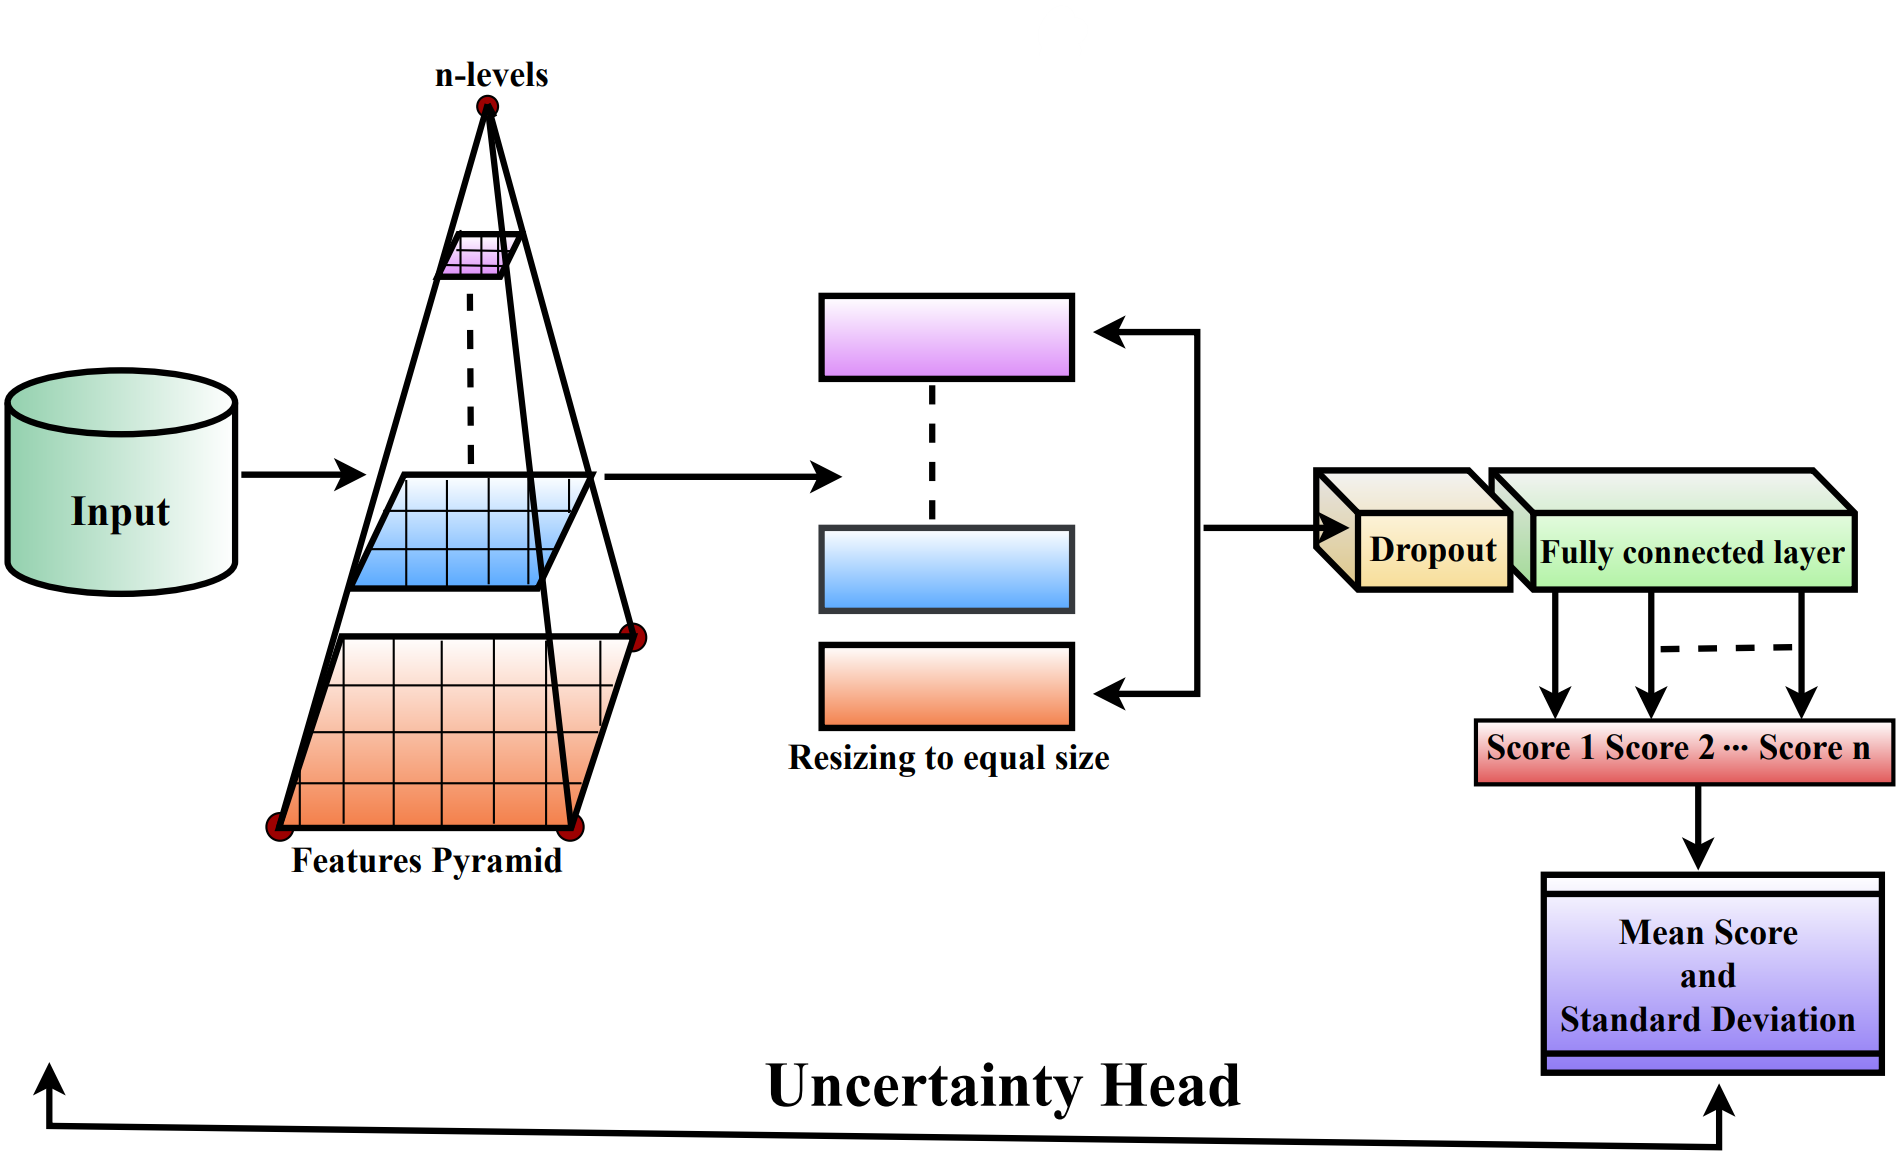 n-levels
Input
Features Pyramid
Resizing to equal size
Dropout
Fully connected layer
Score 1 Score 2 ··· Score n
Mean Score
and
Standard Deviation
Uncertainty Head